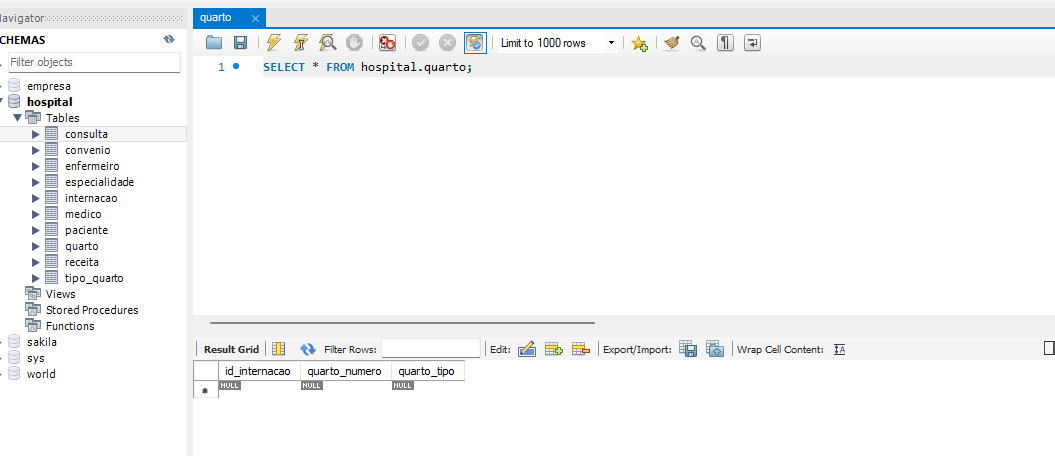 Navigator
quarto
SCHEMAS
Filter objects
Limit to 1000 rows
1
SELECT * FROM hospital.quarto;
empresa
hospital
Tables
consulta
convenio
enfermeiro
especialidade
internacao
medico
paciente
quarto
receita
tipo_quarto
Views
Stored Procedures
Functions
sakila
sys
world
Result Grid
Filter Rows:
Edit:
Export/Import:
Wrap Cell Content:
id_internacao quarto_numero quarto_tipo
NULL NULL NULL